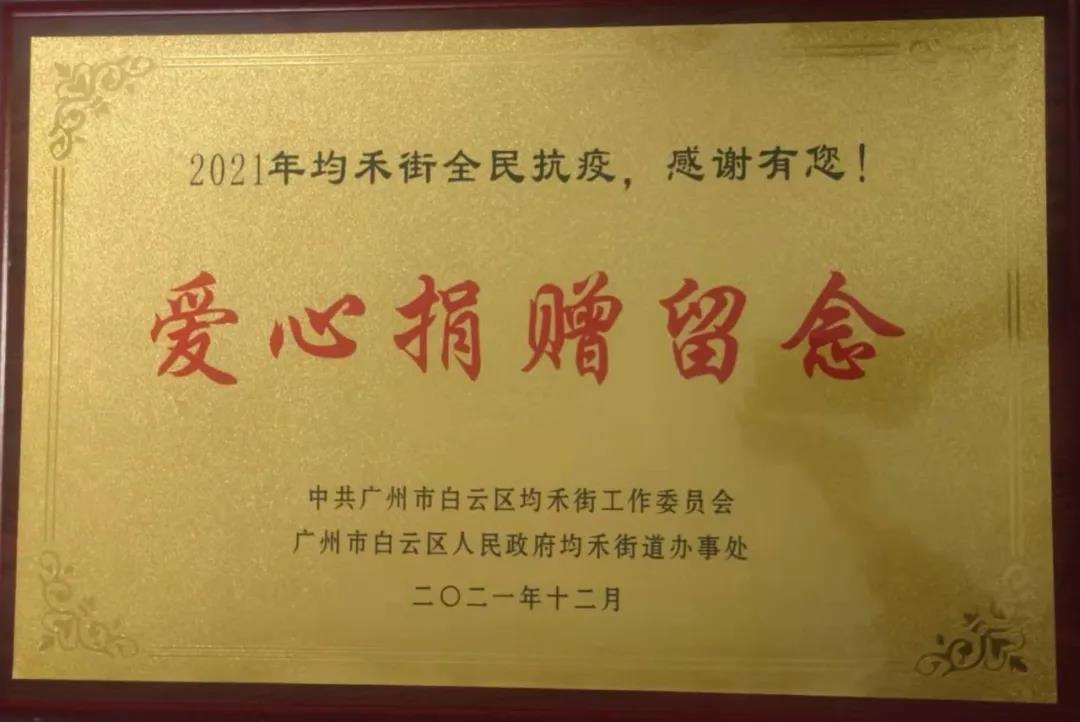 2021年均禾街全民抗疫，感谢有您！
爱心捐赠留念
中共广州市白云区均禾街工作委员会
广州市白云区人民政府均禾街道办事处
二〇二一年十二月